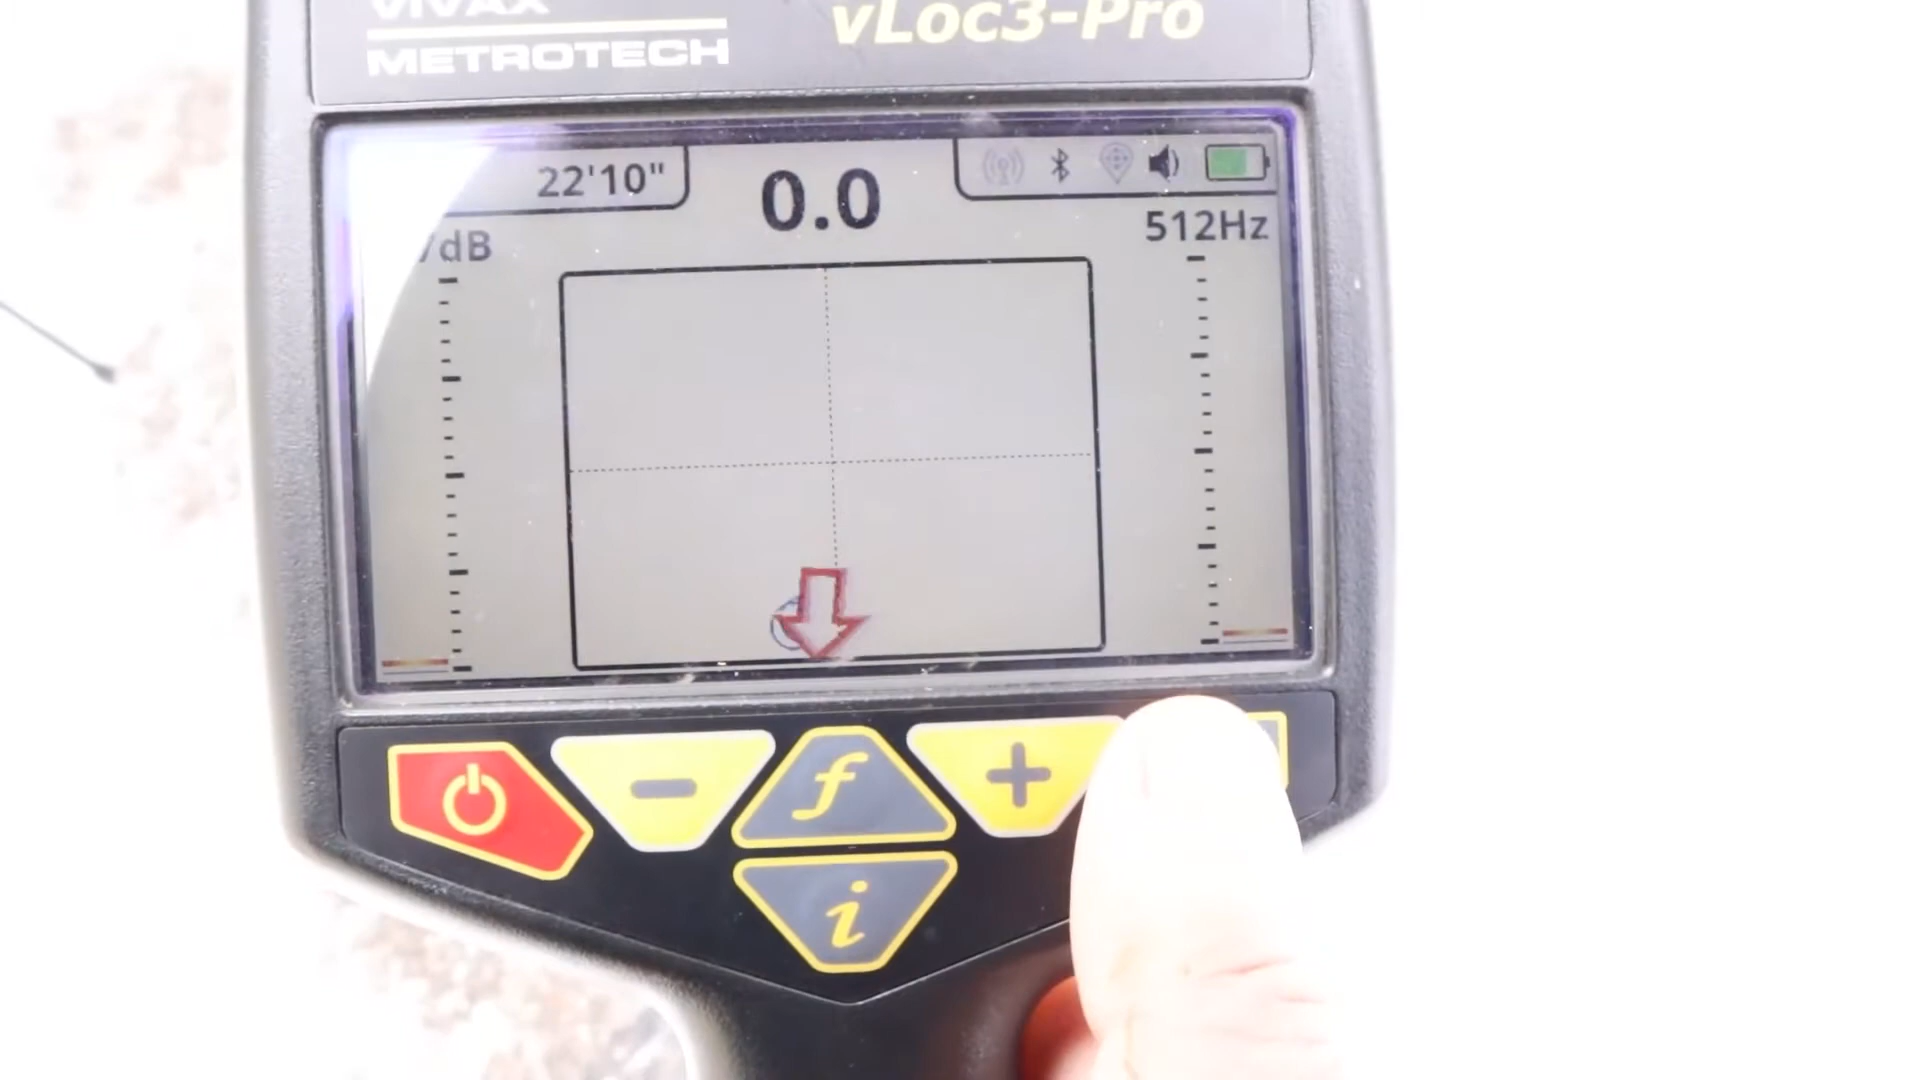 VIVAX
METROTECH
vLoc3-Pro
22'10"
0.0
/dB
512Hz
f
i